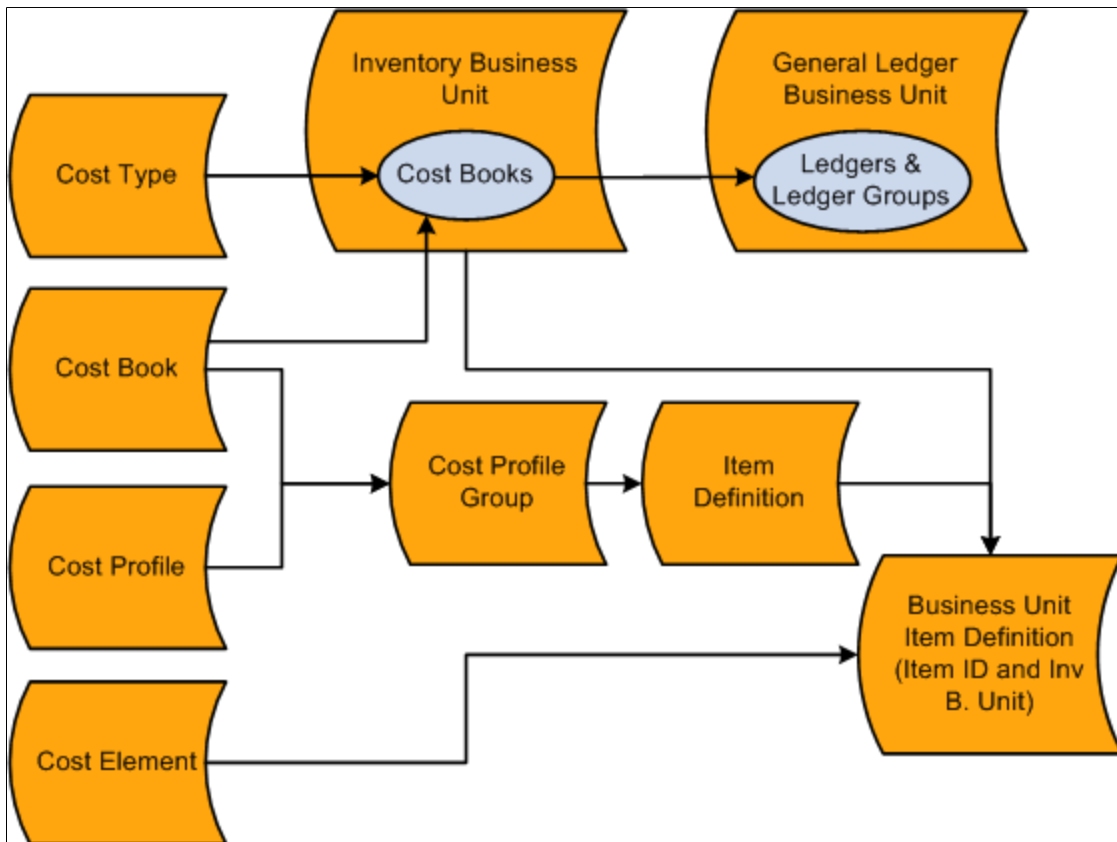 Inventory Business
Unit
General Ledger
Business Unit
Cost Type
Cost Books
Ledgers &
Ledger Groups
Cost Book
Cost Profile
Group
Item
Definition
Cost Profile
Business Unit
Item Definition
(Item ID and Inv
B. Unit)
Cost Element